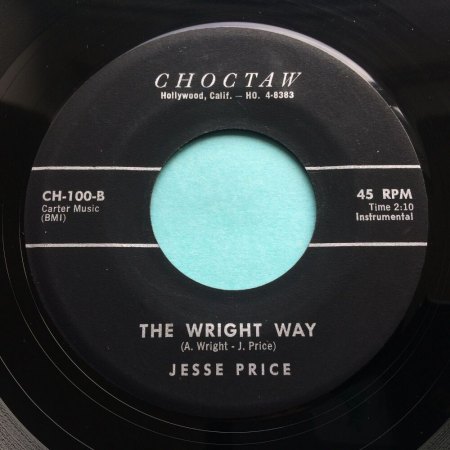 CHOCTAW
Hollywood, Calif. — HO. 4-8383
CH-100-B
Carter Music
(BMI)
45 RPM
Time 2:10
Instrumental
THE WRIGHT WAY
(A. Wright - J. Price)
JESSE PRICE